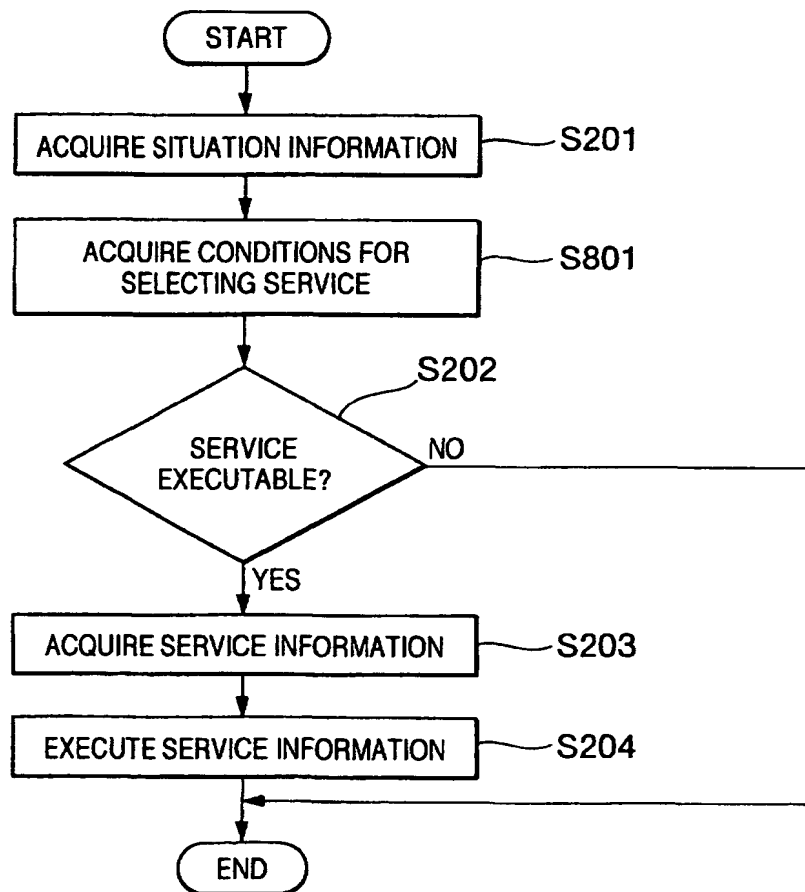 START
ACQUIRE SITUATION INFORMATION
S201
ACQUIRE CONDITIONS FOR
SELECTING SERVICE
S801
S202
SERVICE
EXECUTABLE?
NO
YES
ACQUIRE SERVICE INFORMATION
S203
EXECUTE SERVICE INFORMATION
S204
END